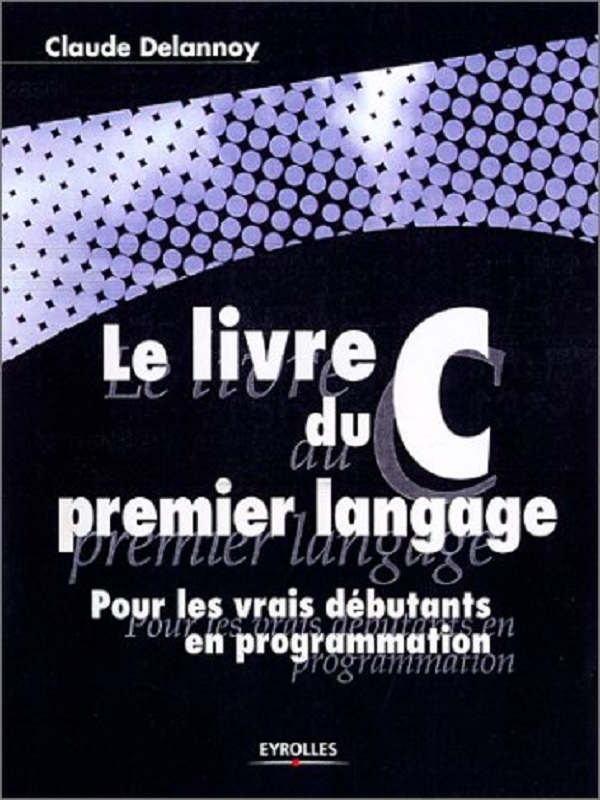 Claude Delannoy
Le livre
du C
premier langage
Pour les vrais débutants
en programmation
EYROLLES